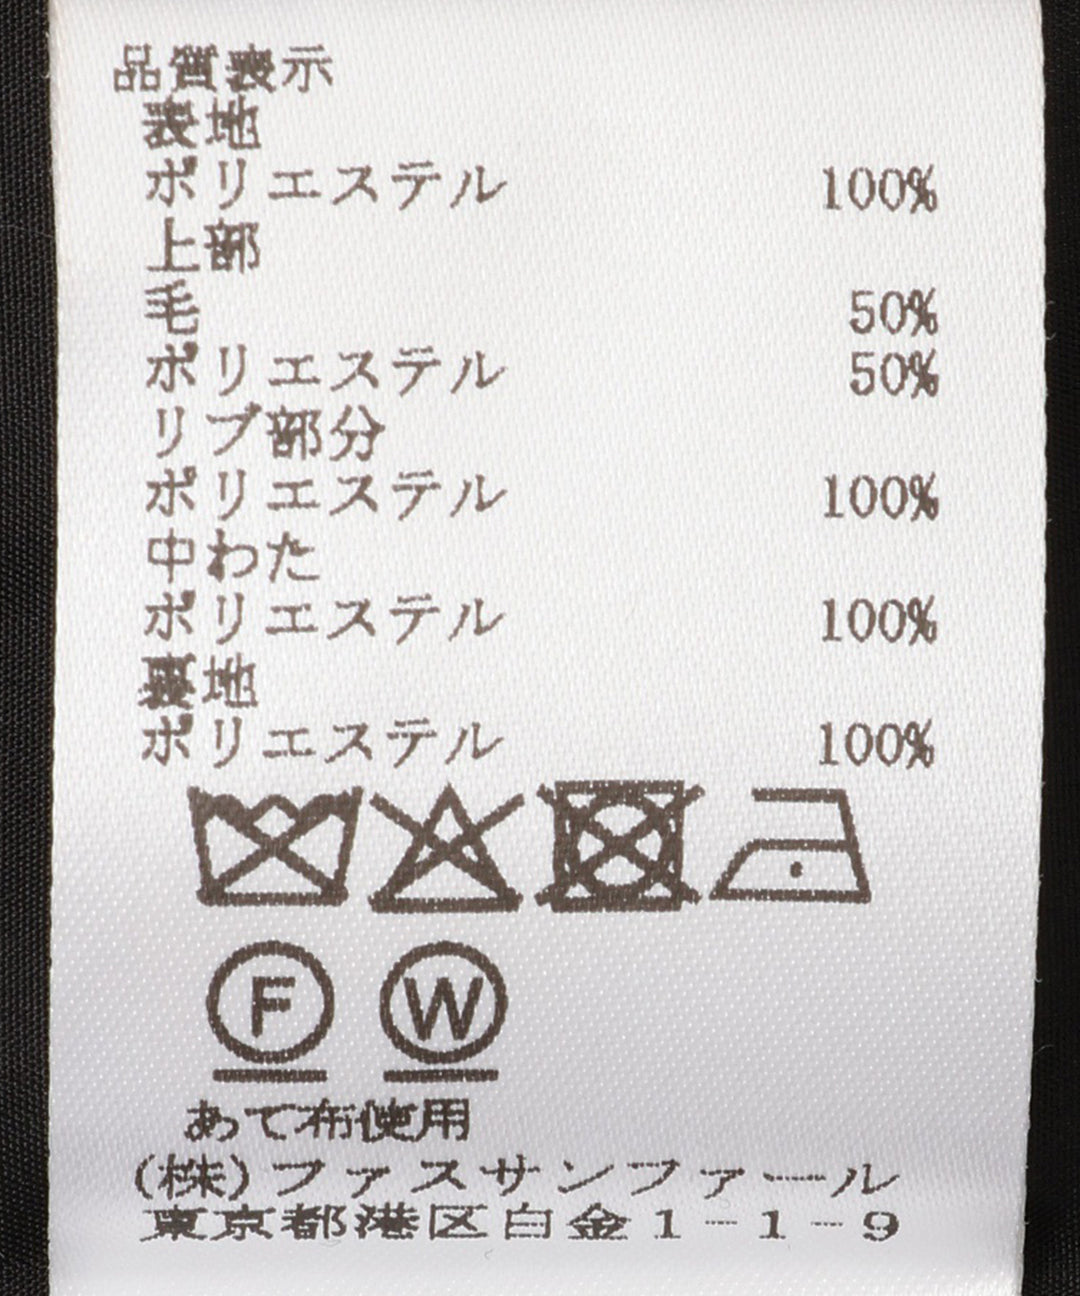 品質表示
表地
ポリエステル 100%
上部
毛 50%
ポリエステル 50%
リブ部分
ポリエステル 100%
中わた
ポリエステル 100%
裏地
ポリエステル 100%
F W
あて布使用
(株)ファスサンファール
東京都港区白金1-1-9